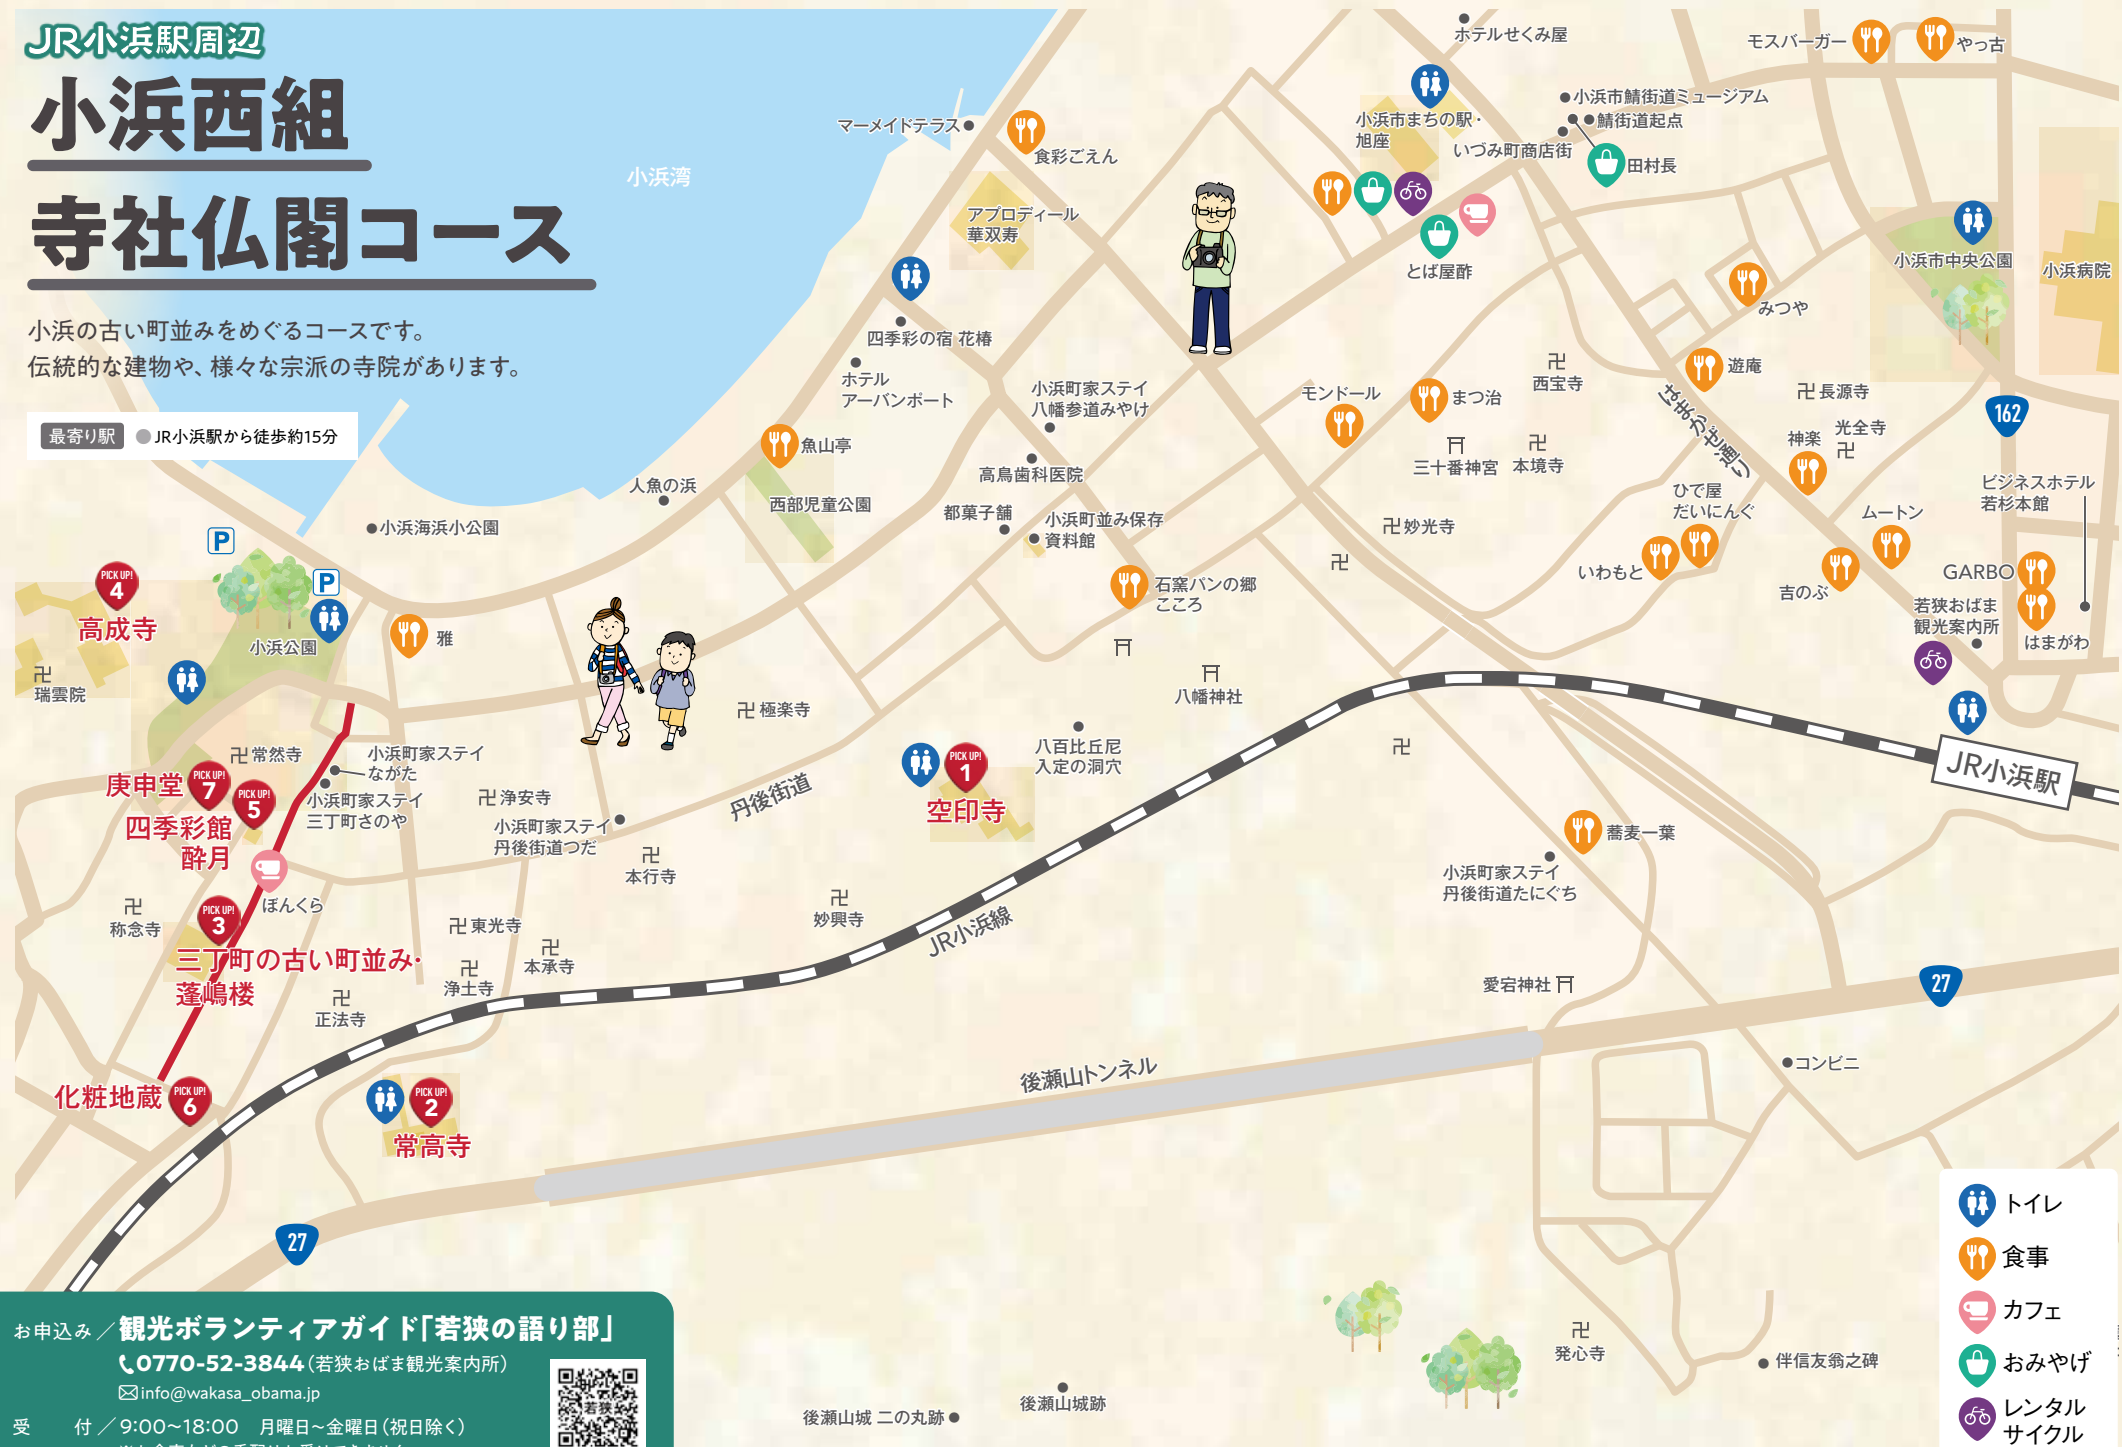 JR小浜駅周辺
小浜西組
寺社仏閣コース
小浜の古い町並みをめぐるコースです。
伝統的な建物や、様々な宗派の寺院があります。
最寄り駅 ●JR小浜駅から徒歩約15分
小浜湾
マーメイドテラス
食彩ごえん
アプロディール
華双寿
四季彩の宿 花椿
ホテル
アーバンポート
魚山亭
西部児童公園
人魚の浜
小浜海浜小公園
小浜町家ステイ
八幡参道みやけ
高鳥歯科医院
都菓子舗
小浜町並み保存
資料館
石窯パンの郷
こころ
ホテルせくみ屋
モスバーガー
やっ古
小浜市鯖街道ミュージアム
鯖街道起点
小浜市まちの駅・
旭座
いづみ町商店街
田村長
とば屋酢
小浜市中央公園
小浜病院
みつや
遊庵
はまかぜ通り
西宝寺
長源寺
モンドール
まつ治
三十番神宮
本境寺
妙光寺
神楽
光全寺
162
ひで屋
だいにんぐ
いわもと
ムートン
吉のぶ
ビジネスホテル
若杉本館
GARBO
若狭おばま
観光案内所
はまがわ
JR小浜駅
P
P
PICK UP!
4
高成寺
瑞雲院
小浜公園
雅
常然寺
小浜町家ステイ
ながた
小浜町家ステイ
三丁町さのや
庚申堂
PICK UP!
7
PICK UP!
5
四季彩館
酔月
ぼんくら
称念寺
PICK UP!
3
三丁町の古い町並み・
蓬嶋楼
正法寺
化粧地蔵
PICK UP!
6
極楽寺
浄安寺
小浜町家ステイ
丹後街道つだ
丹後街道
本行寺
妙興寺
東光寺
本承寺
浄土寺
PICK UP!
1
空印寺
八百比丘尼
入定の洞穴
八幡神社
JR小浜線
蕎麦一葉
小浜町家ステイ
丹後街道たにぐち
愛宕神社
27
コンビニ
後瀬山トンネル
PICK UP!
2
常高寺
27
発心寺
伴信友翁之碑
後瀬山城跡
後瀬山城 二の丸跡
トイレ
食事
カフェ
おみやげ
レンタル
サイクル
お申込み／観光ボランティアガイド「若狭の語り部」
0770-52-3844（若狭おばま観光案内所）
info@wakasa_obama.jp
受 付／9:00〜18:00 月曜日〜金曜日（祝日除く）
若狭